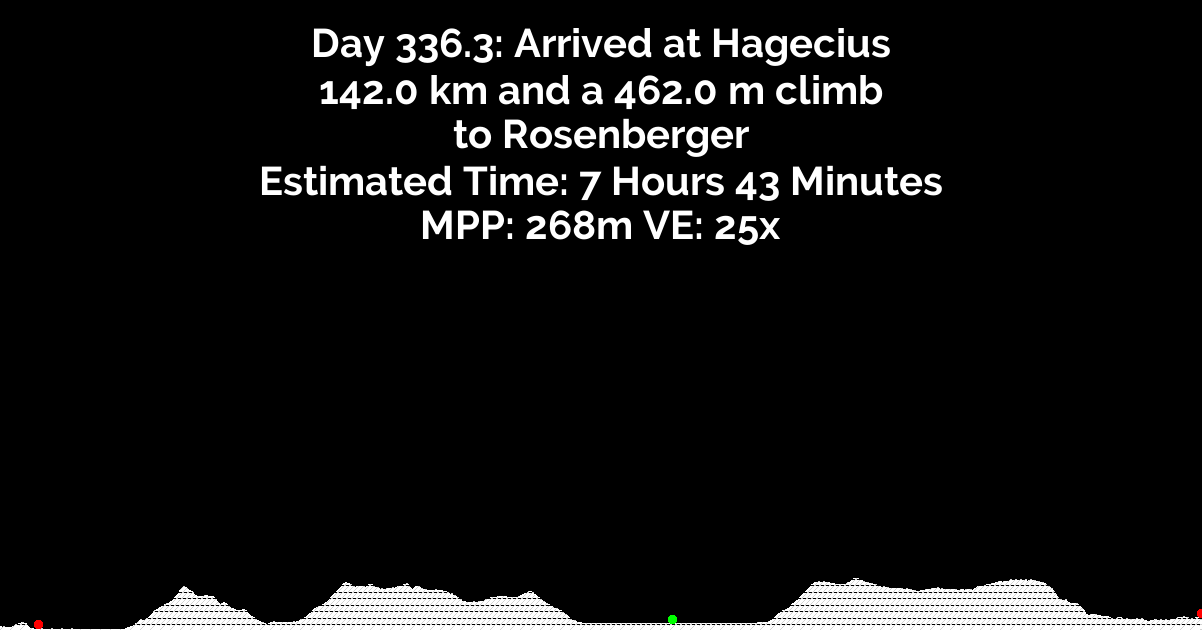 Day 336.3: Arrived at Hagecius
142.0 km and a 462.0 m climb
to Rosenberger
Estimated Time: 7 Hours 43 Minutes
MPP: 268m VE: 25x